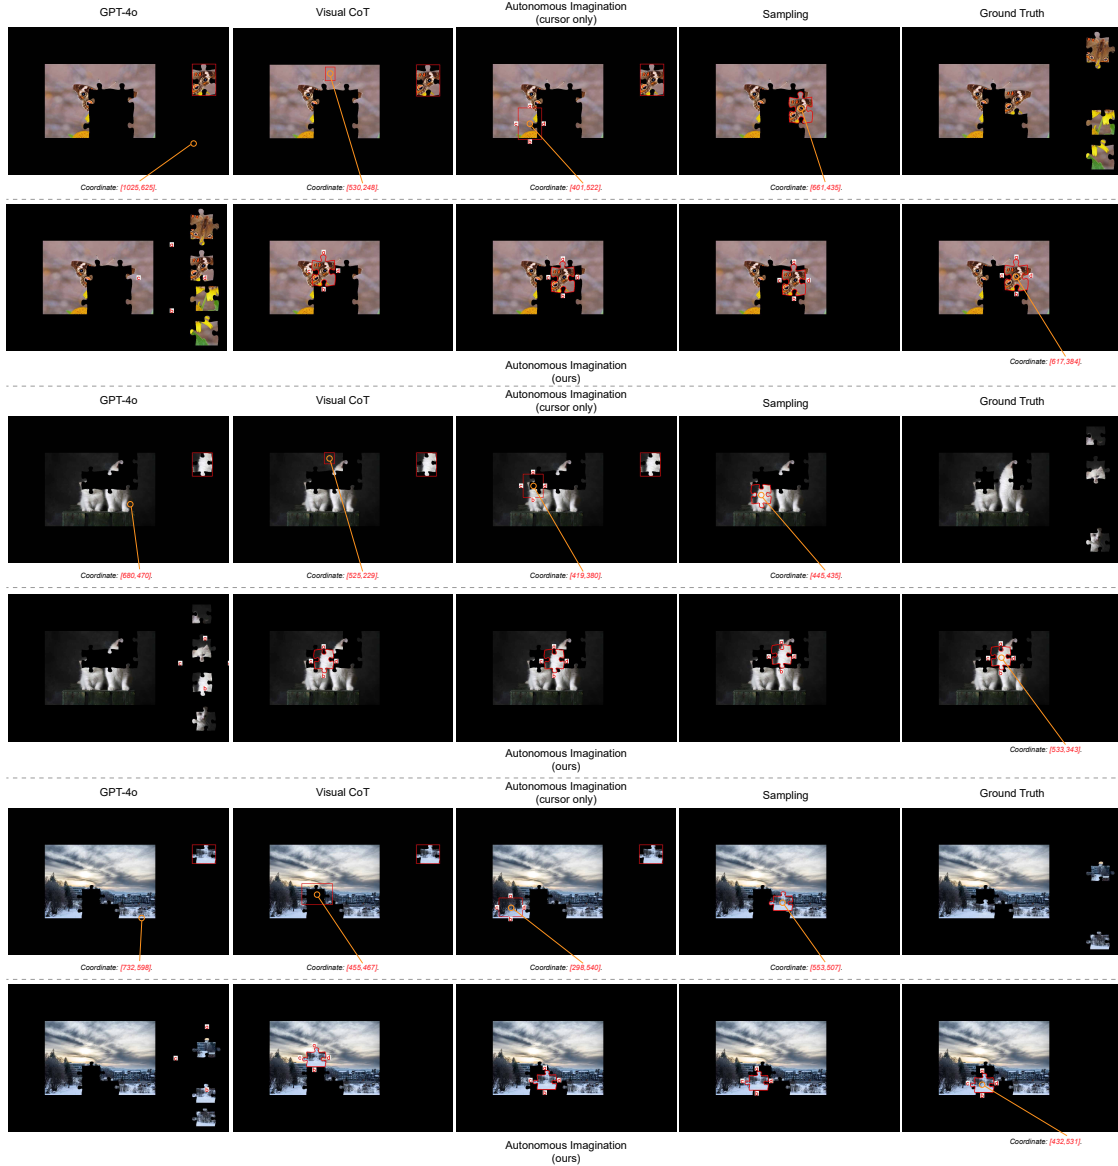 GPT-4o
Visual CoT
Autonomous Imagination
(cursor only)
Sampling
Ground Truth
Coordinate: [1025,625].
Coordinate: [530,248].
Coordinate: [401,522].
Coordinate: [661,435].
Coordinate: [617,384].
Autonomous Imagination
(ours)
GPT-4o
Visual CoT
Autonomous Imagination
(cursor only)
Sampling
Ground Truth
Coordinate: [680,470].
Coordinate: [525,229].
Coordinate: [419,380].
Coordinate: [445,435].
Coordinate: [533,343].
Autonomous Imagination
(ours)
GPT-4o
Visual CoT
Autonomous Imagination
(cursor only)
Sampling
Ground Truth
Coordinate: [732,598].
Coordinate: [455,467].
Coordinate: [298,540].
Coordinate: [553,507].
Coordinate: [432,531].
Autonomous Imagination
(ours)